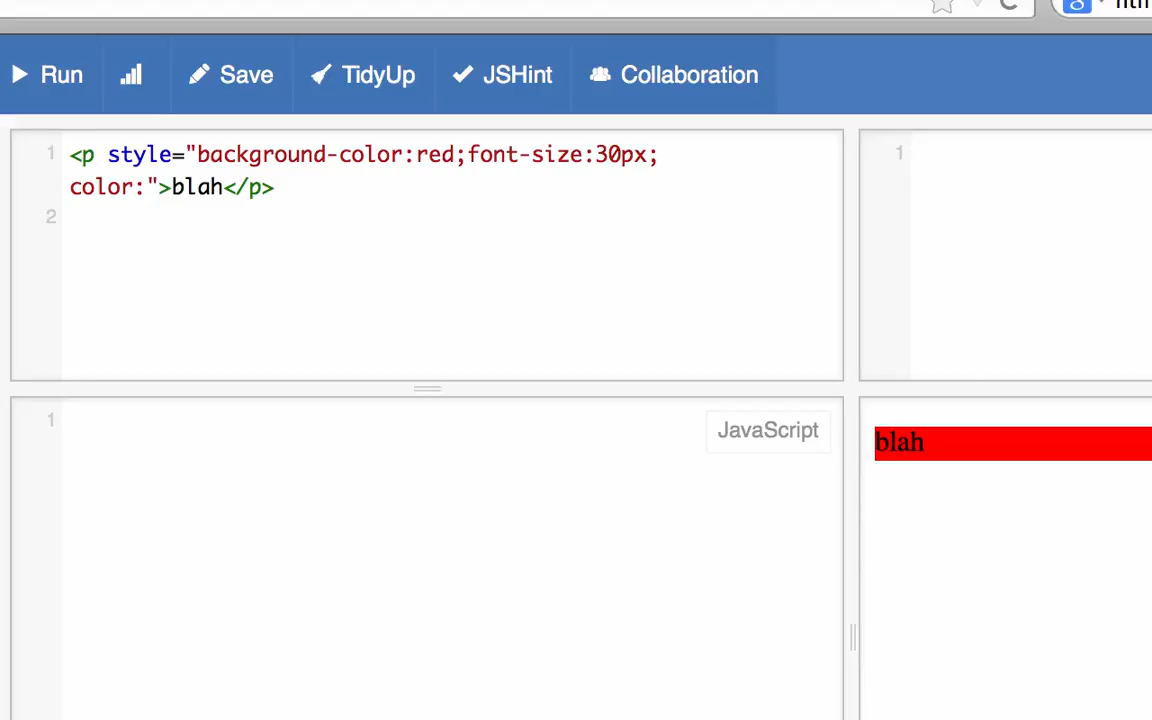 Run Save TidyUp JSHint Collaboration
1 <p style="background-color:red;font-size:30px;
color:">blah</p>
2
1
1
JavaScript
blah